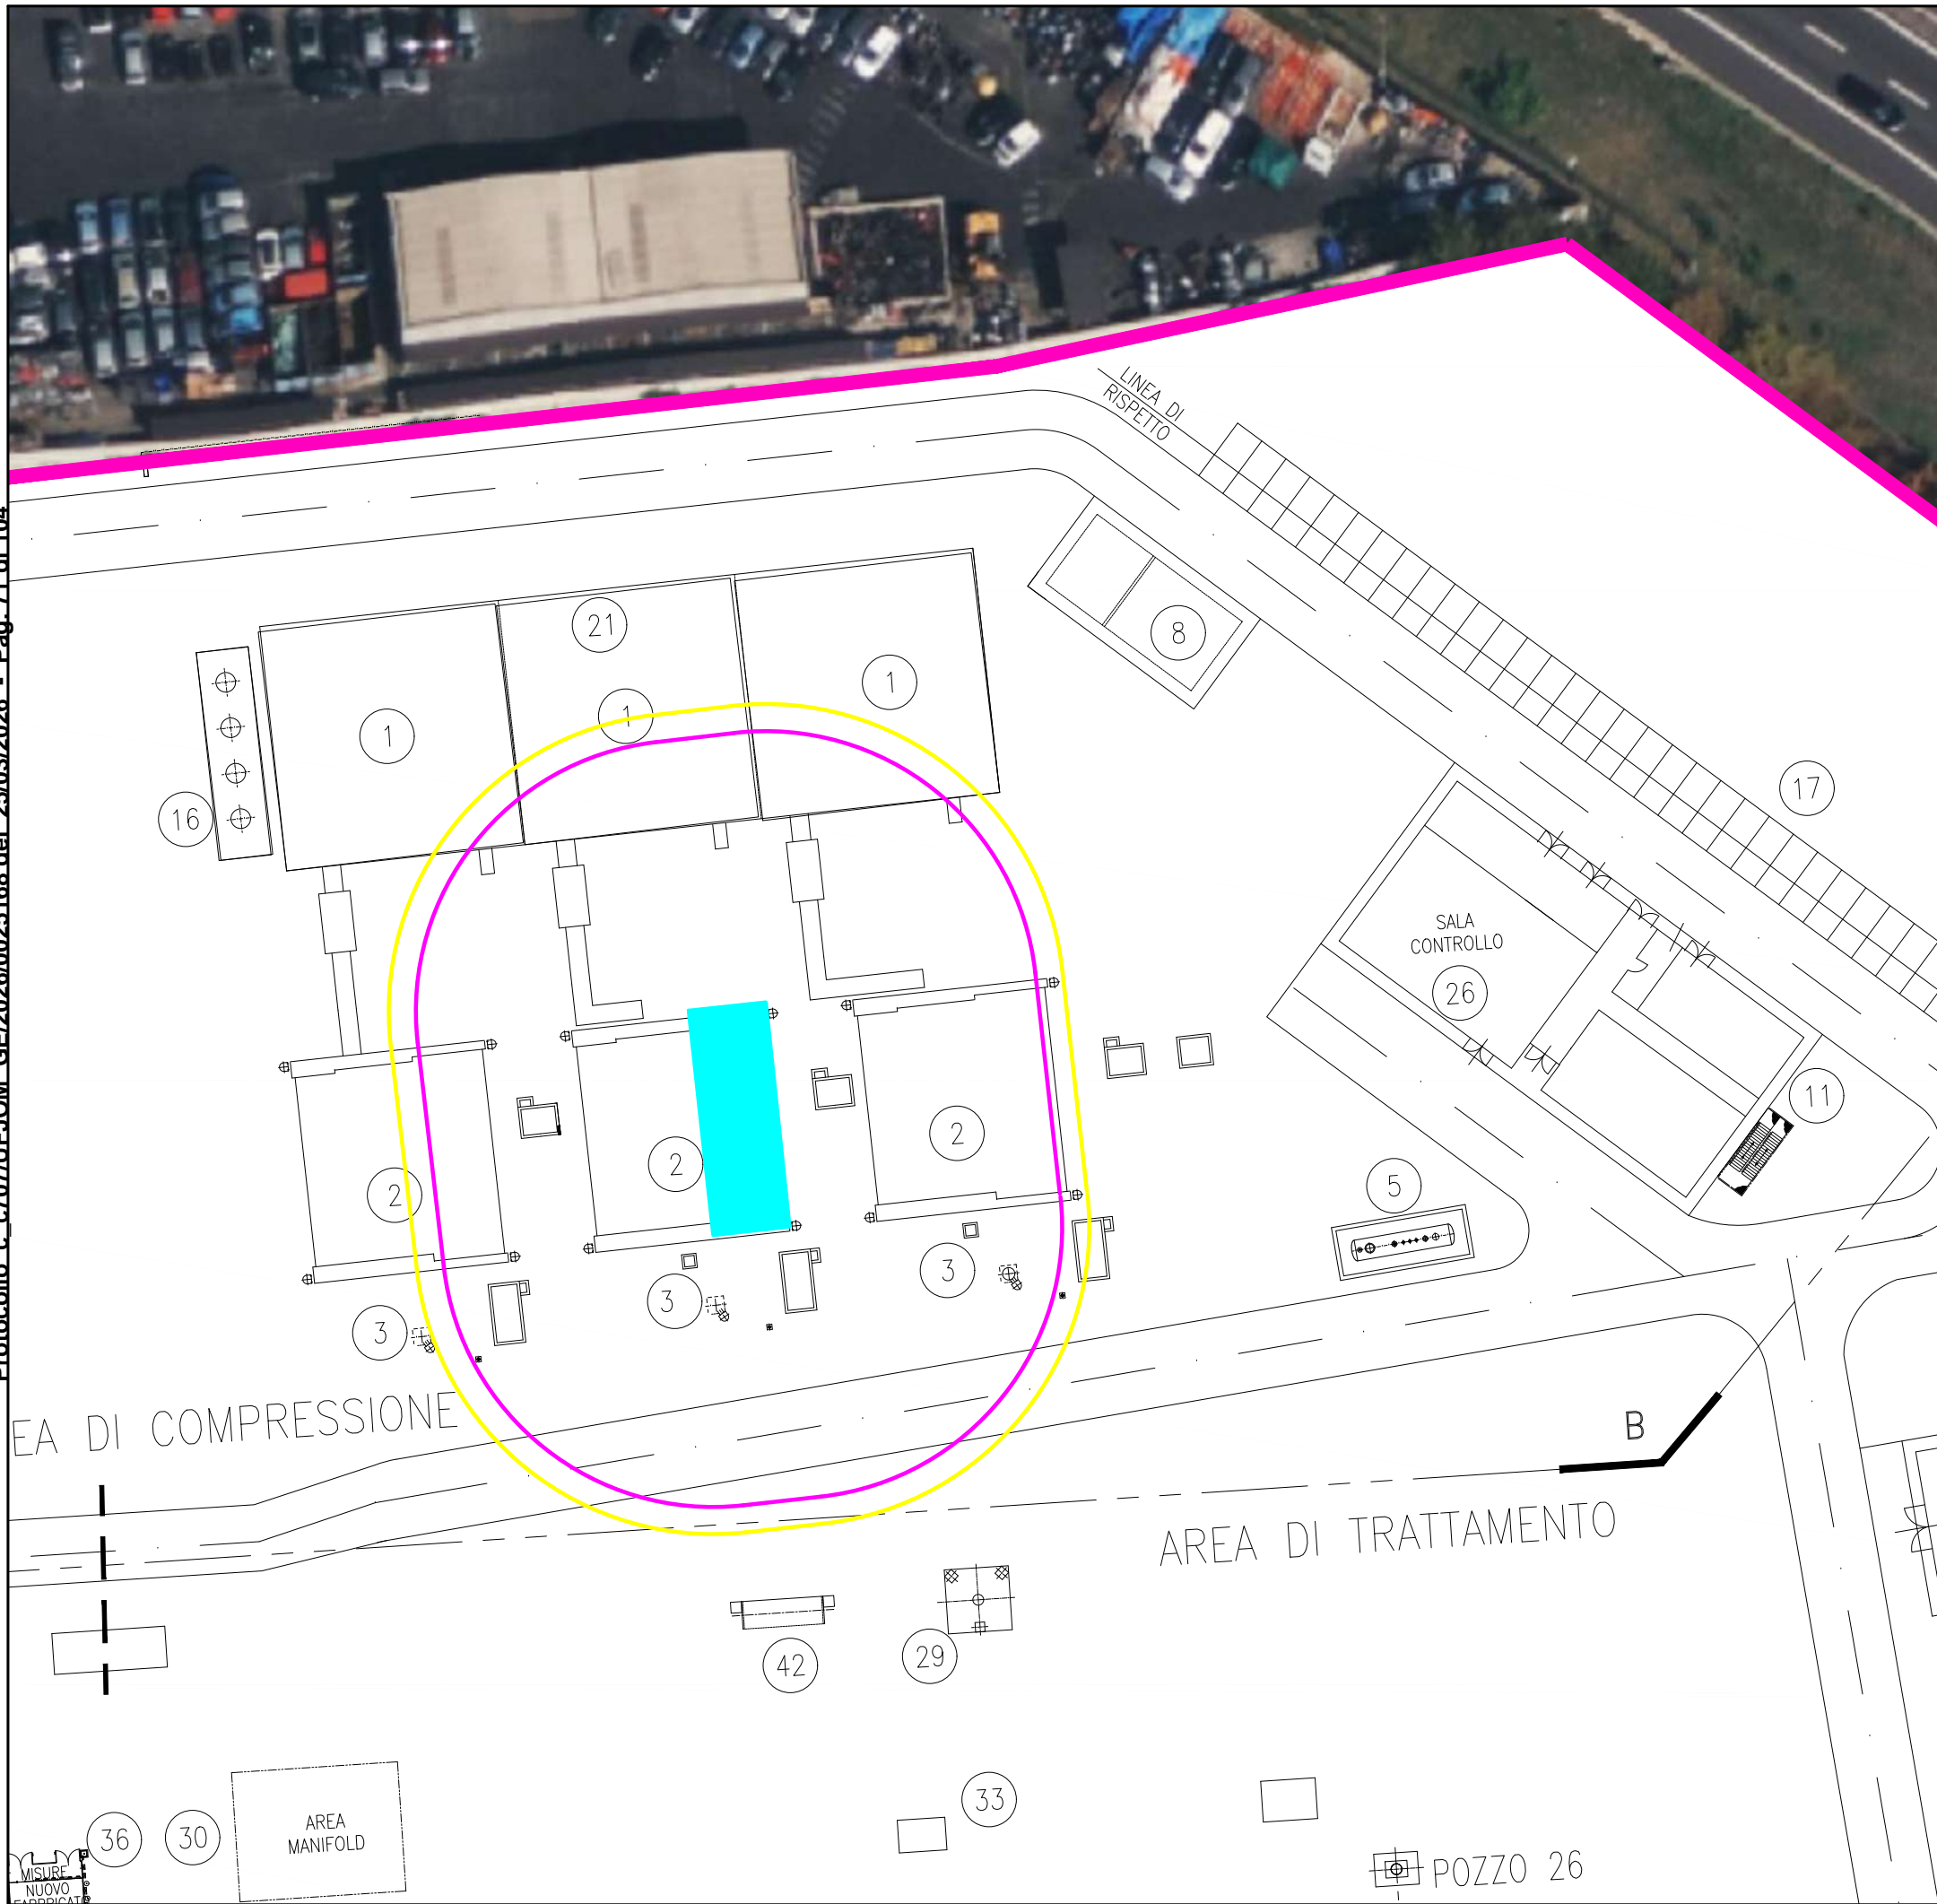 LINEA DI
RISPETTO
21
8
1
1
1
16
17
SALA
CONTROLLO
26
11
2
2
2
5
3
3
3
EA DI COMPRESSIONE
B
AREA DI TRATTAMENTO
42
29
33
36
30
AREA
MANIFOLD
MISURE
NUOVO
POZZO 26